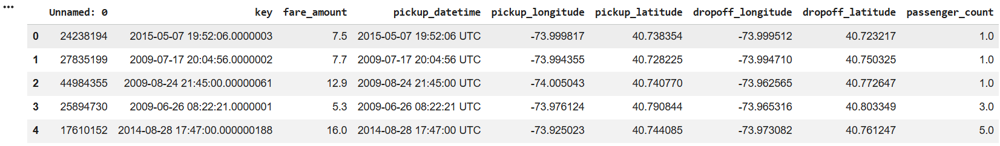 ...
Unnamed: 0 key fare_amount pickup_datetime pickup_longitude pickup_latitude dropoff_longitude dropoff_latitude passenger_count
0 24238194 2015-05-07 19:52:06.0000003 7.5 2015-05-07 19:52:06 UTC -73.999817 40.738354 -73.999512 40.723217 1.0
1 27835199 2009-07-17 20:04:56.0000002 7.7 2009-07-17 20:04:56 UTC -73.994355 40.728225 -73.994710 40.750325 1.0
2 44984355 2009-08-24 21:45:00.00000061 12.9 2009-08-24 21:45:00 UTC -74.005043 40.740770 -73.962565 40.772647 1.0
3 25894730 2009-06-26 08:22:21.0000001 5.3 2009-06-26 08:22:21 UTC -73.976124 40.790844 -73.965316 40.803349 3.0
4 17610152 2014-08-28 17:47:00.000000188 16.0 2014-08-28 17:47:00 UTC -73.925023 40.744085 -73.973082 40.761247 5.0